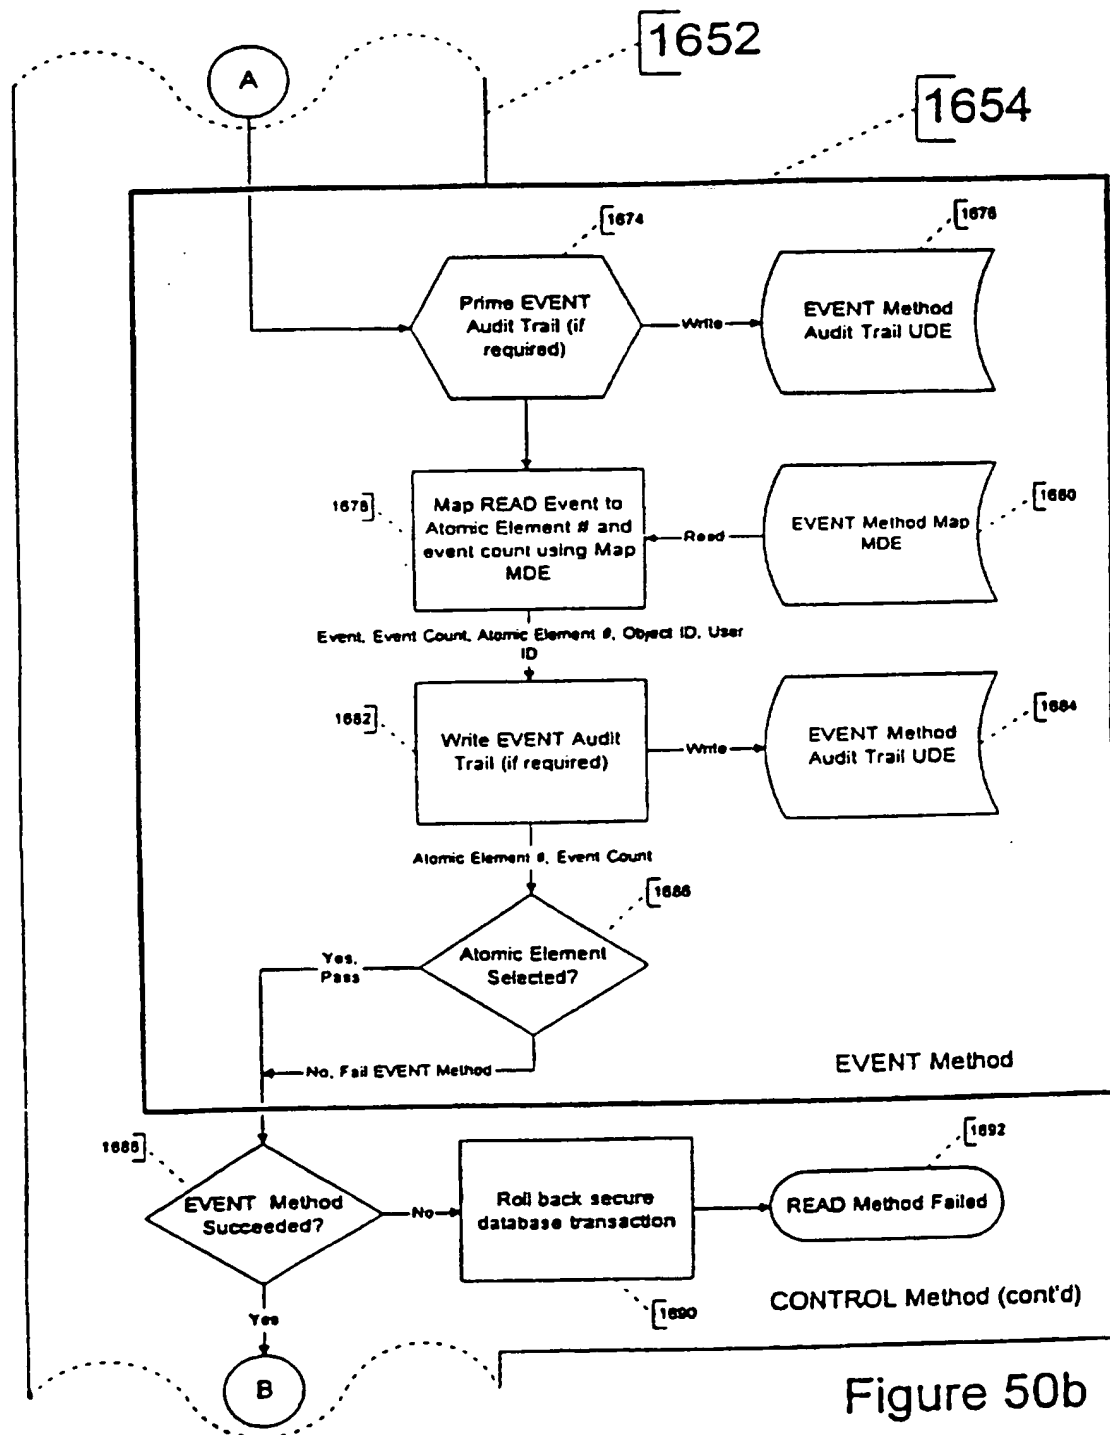 1652
A
1654
1674
1676
Prime EVENT
Audit Trail (if
required)
Write
EVENT Method
Audit Trail UDE
1678
Map READ Event to
Atomic Element # and
event count using Map
MDE
Read
EVENT Method Map
MDE
1680
Event, Event Count, Atomic Element #, Object ID, User
ID
1682
Write EVENT Audit
Trail (if required)
Write
EVENT Method
Audit Trail UDE
1684
Atomic Element #, Event Count
1686
Atomic Element
Selected?
Yes,
Pass
No, Fail EVENT Method
EVENT Method
1688
EVENT Method
Succeeded?
No
Roll back secure
database transaction
1692
READ Method Failed
1690
CONTROL Method (cont'd)
Yes
B
Figure 50b